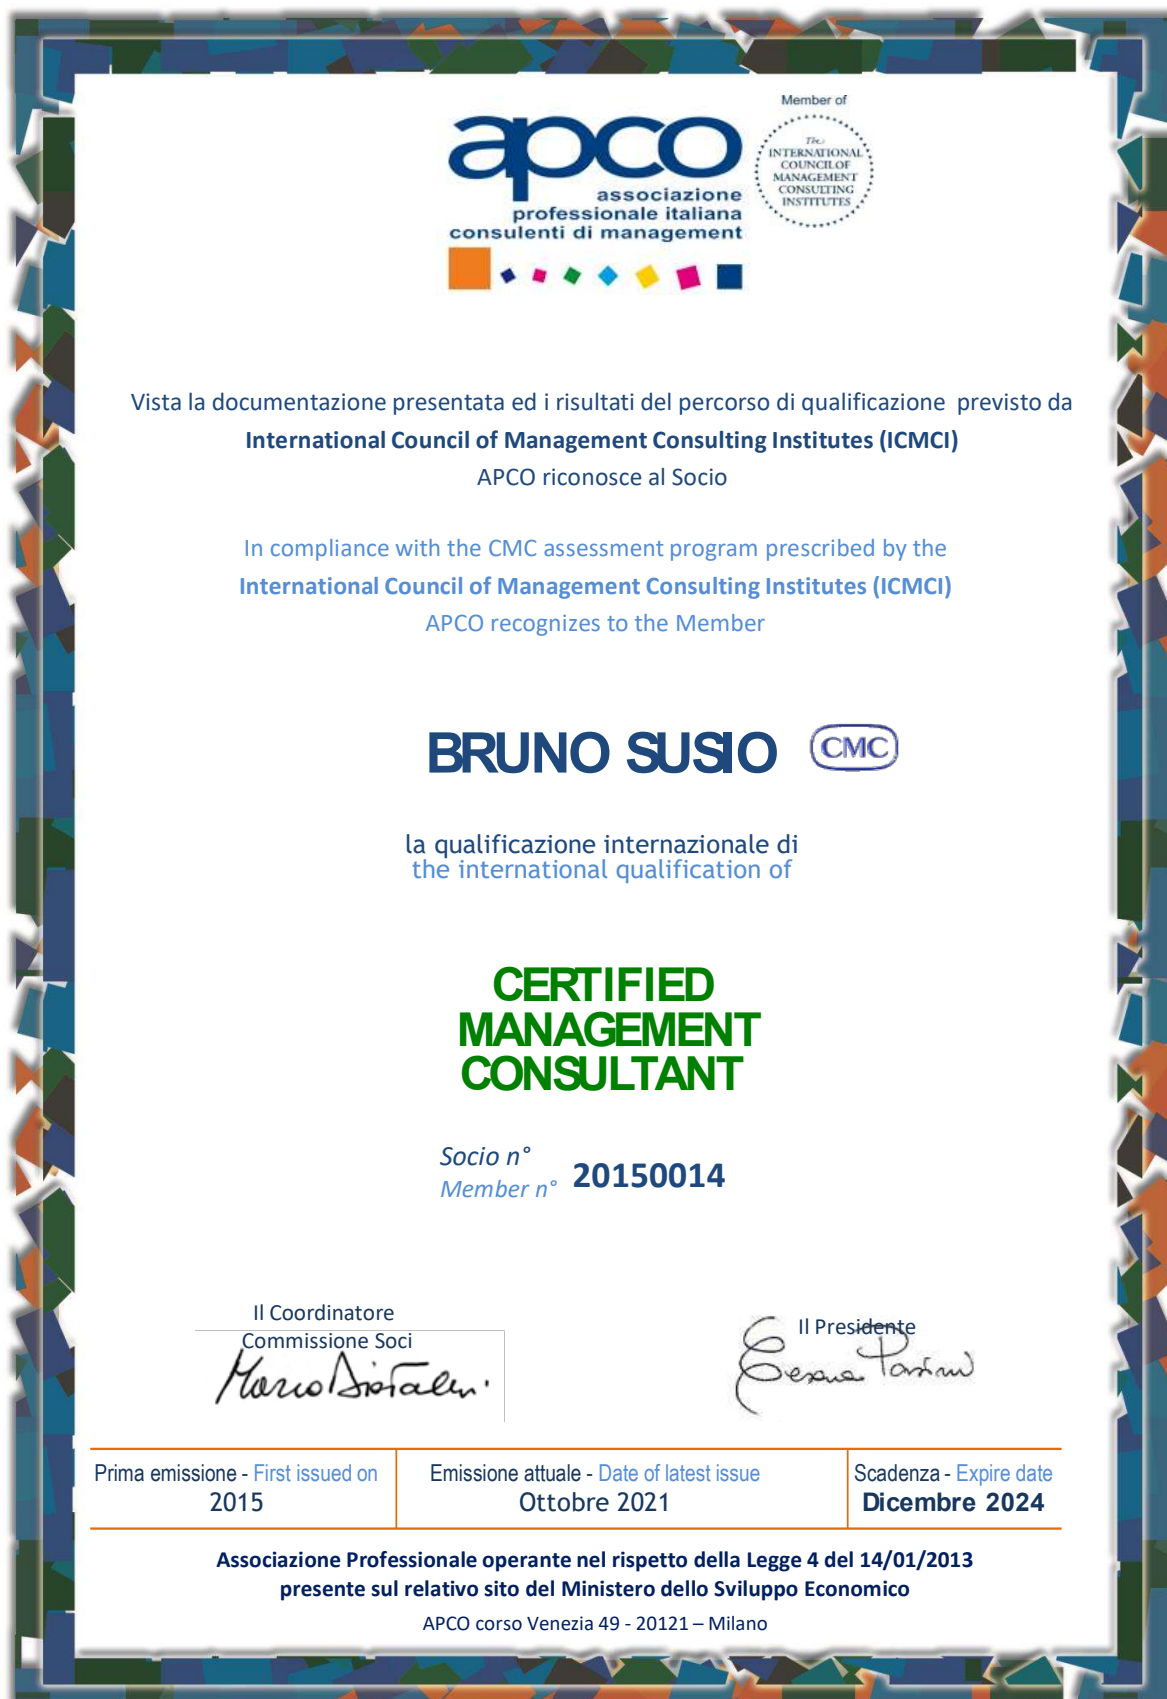 Member of
apco
The
INTERNATIONAL
COUNCIL OF
MANAGEMENT
CONSULTING
INSTITUTES
associazione
professionale italiana
consulenti di management
Vista la documentazione presentata ed i risultati del percorso di qualificazione previsto da
International Council of Management Consulting Institutes (ICMCI)
APCO riconosce al Socio
In compliance with the CMC assessment program prescribed by the
International Council of Management Consulting Institutes (ICMCI)
APCO recognizes to the Member
BRUNO SUSIO CMC
la qualificazione internazionale di
the international qualification of
CERTIFIED
MANAGEMENT
CONSULTANT
Socio n°
Member n° 20150014
Il Coordinatore
Commissione Soci
Il Presidente
Prima emissione - First issued on
2015
Emissione attuale - Date of latest issue
Ottobre 2021
Scadenza - Expire date
Dicembre 2024
Associazione Professionale operante nel rispetto della Legge 4 del 14/01/2013
presente sul relativo sito del Ministero dello Sviluppo Economico
APCO corso Venezia 49 - 20121 – Milano